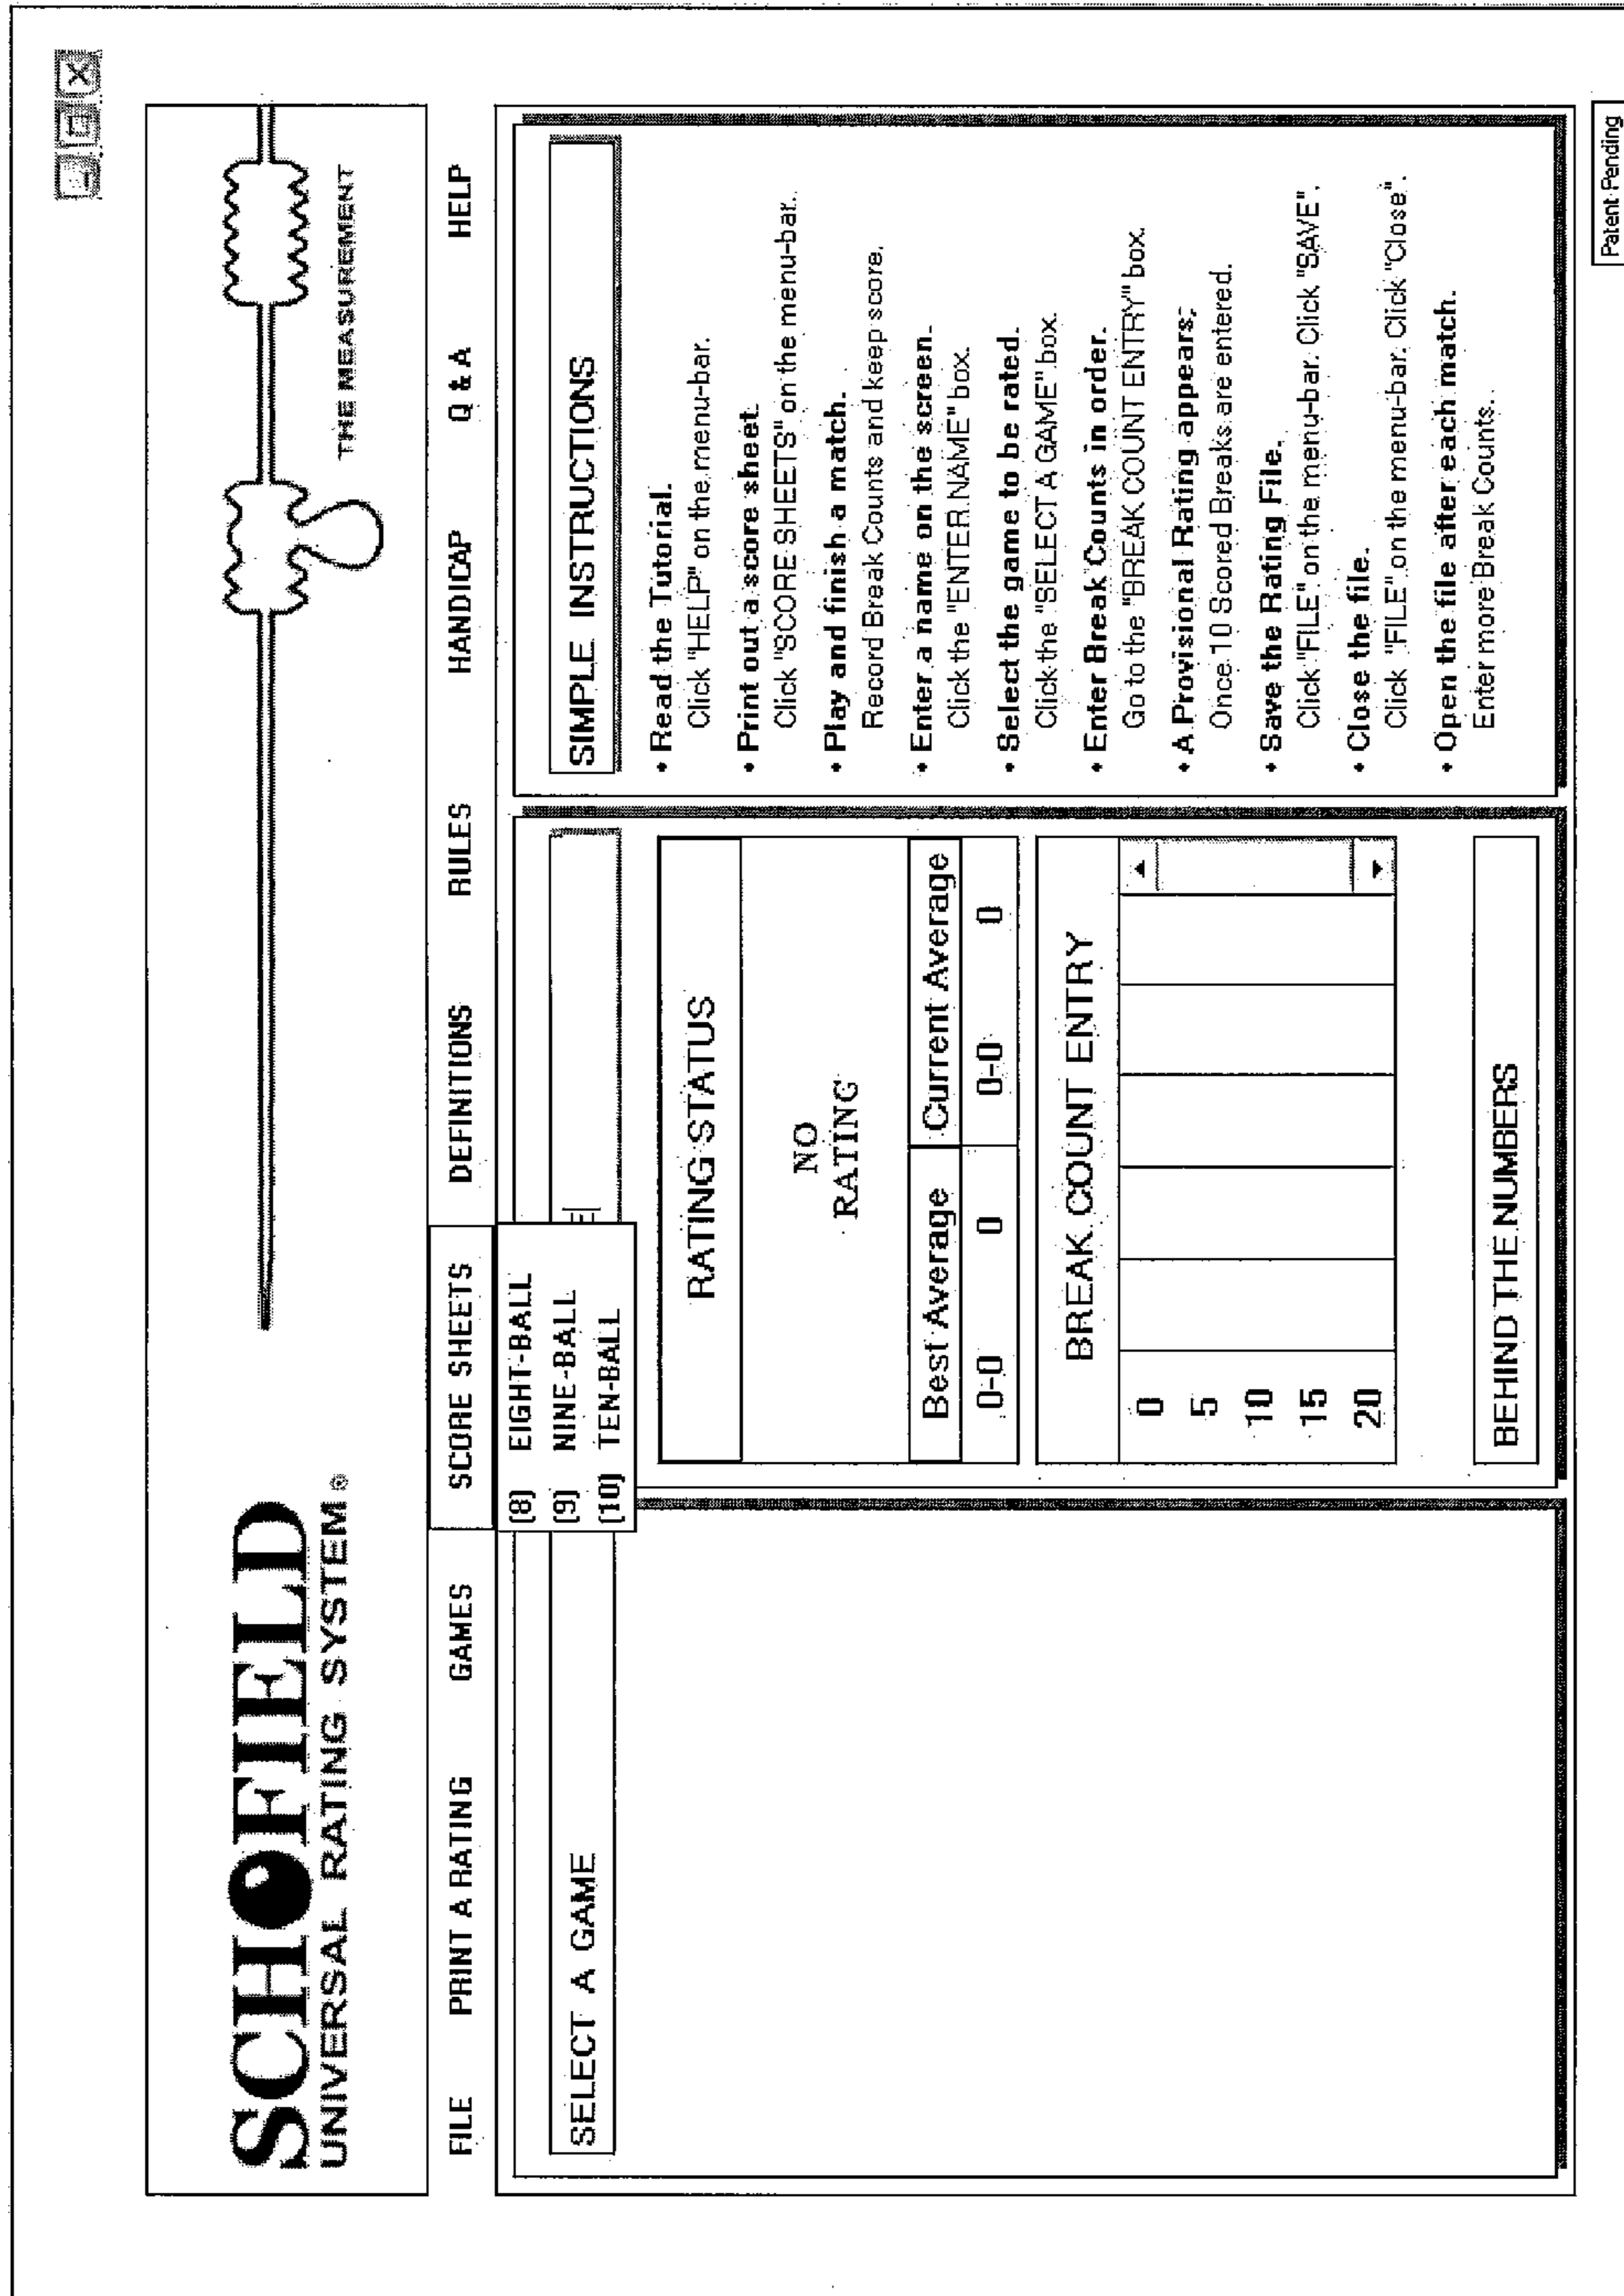 SCHOFIELD
UNIVERSAL RATING SYSTEM®
THE MEASUREMENT
FILE PRINT A RATING GAMES SCORE SHEETS DEFINITIONS RULES HANDICAP Q & A HELP
(8) EIGHT-BALL
(9) NINE-BALL
(10) TEN-BALL
SELECT A GAME
RATING STATUS
NO
RATING
Best Average Current Average
0-0 0 0-0 0
BREAK COUNT ENTRY
0
5
10
15
20
BEHIND THE NUMBERS
SIMPLE INSTRUCTIONS
• Read the Tutorial.
Click "HELP" on the menu-bar.
• Print out a score sheet.
Click "SCORE SHEETS" on the menu-bar.
• Play and finish a match.
Record Break Counts and keep score.
• Enter a name on the screen.
Click the "ENTER NAME" box.
• Select the game to be rated.
Click the "SELECT A GAME" box.
• Enter Break Counts in order.
Go to the "BREAK COUNT ENTRY" box.
• A Provisional Rating appears,
Once 10 Scored Breaks are entered.
• Save the Rating File.
Click "FILE" on the menu-bar. Click "SAVE".
• Close the file.
Click "FILE" on the menu-bar. Click "Close".
• Open the file after each match.
Enter more Break Counts..
Patent Pending